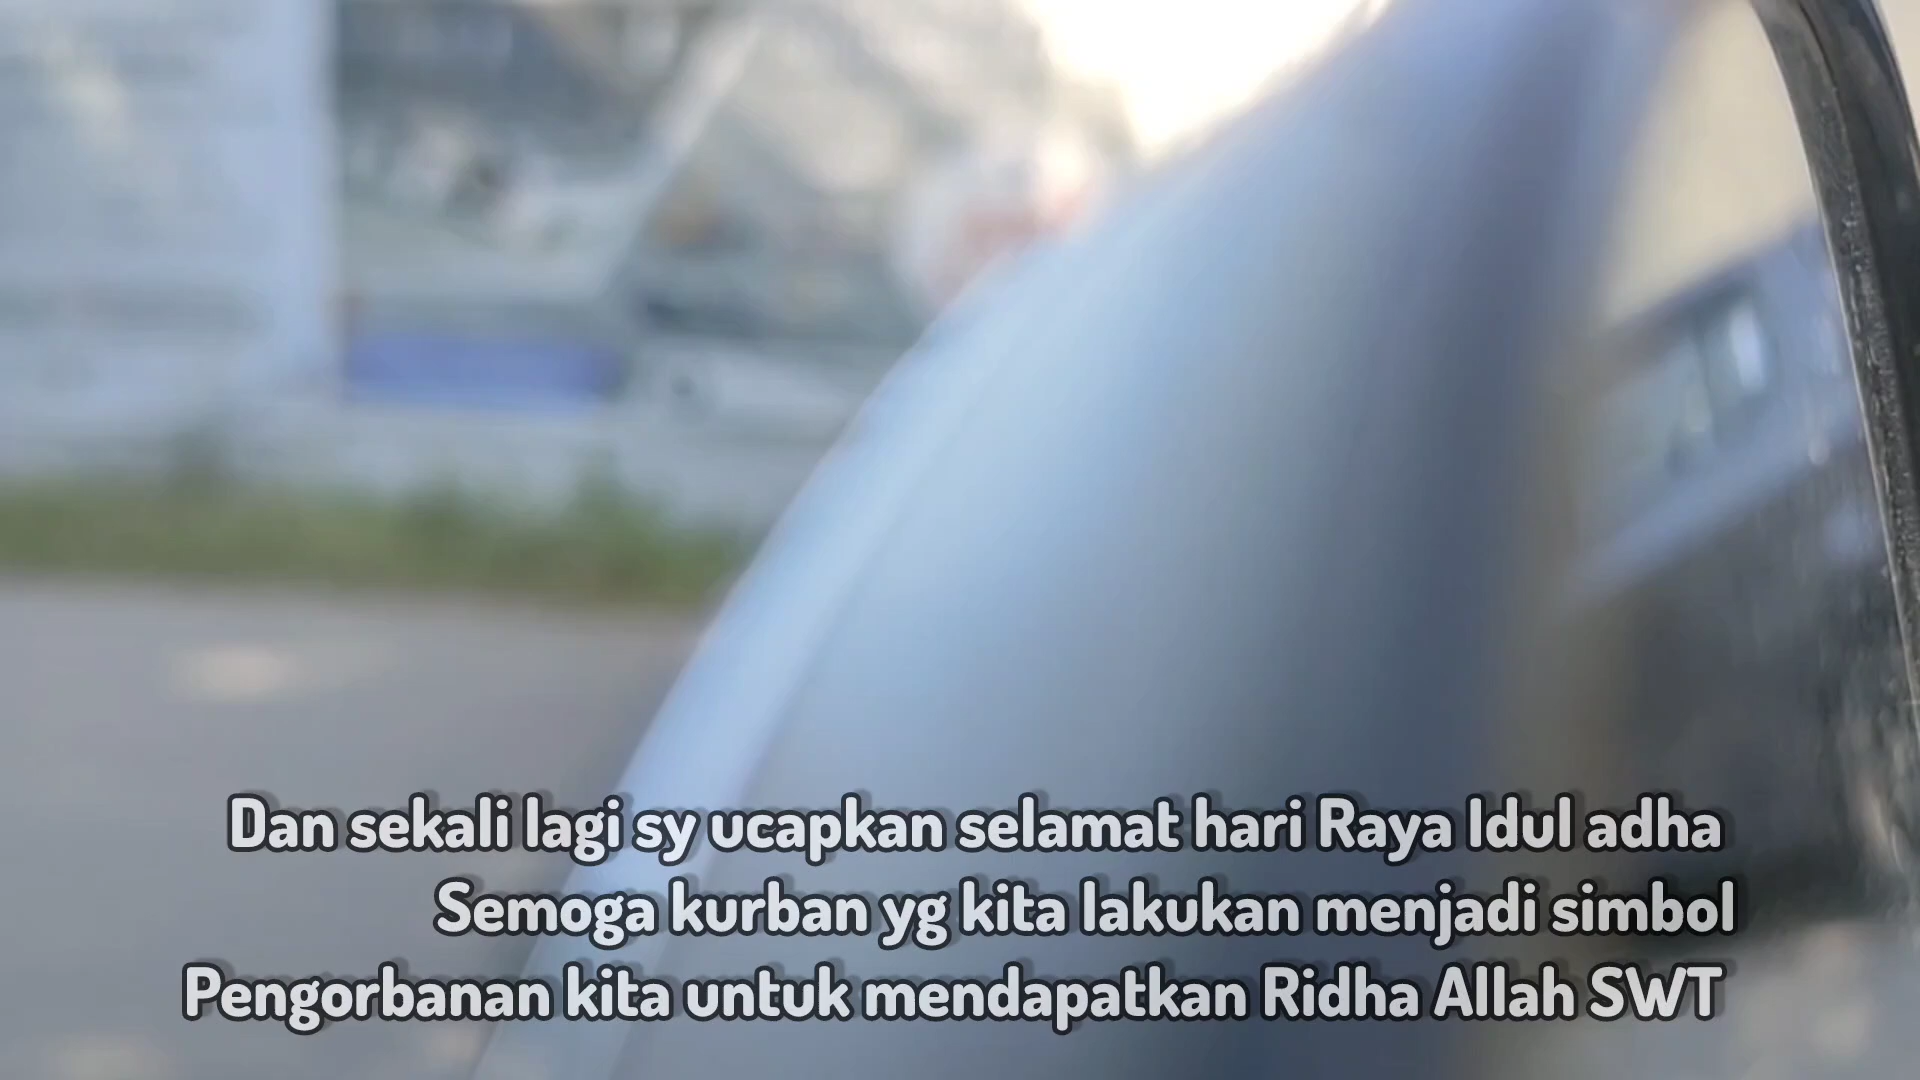 Dan sekali lagi sy ucapkan selamat hari Raya Idul adha
Semoga kurban yg kita lakukan menjadi simbol
Pengorbanan kita untuk mendapatkan Ridha Allah SWT